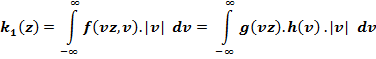 k₁(z) = ∫_{-∞}^{∞} f(vz, v).|v| dv = ∫_{-∞}^{∞} g(vz).h(v) .|v| dv